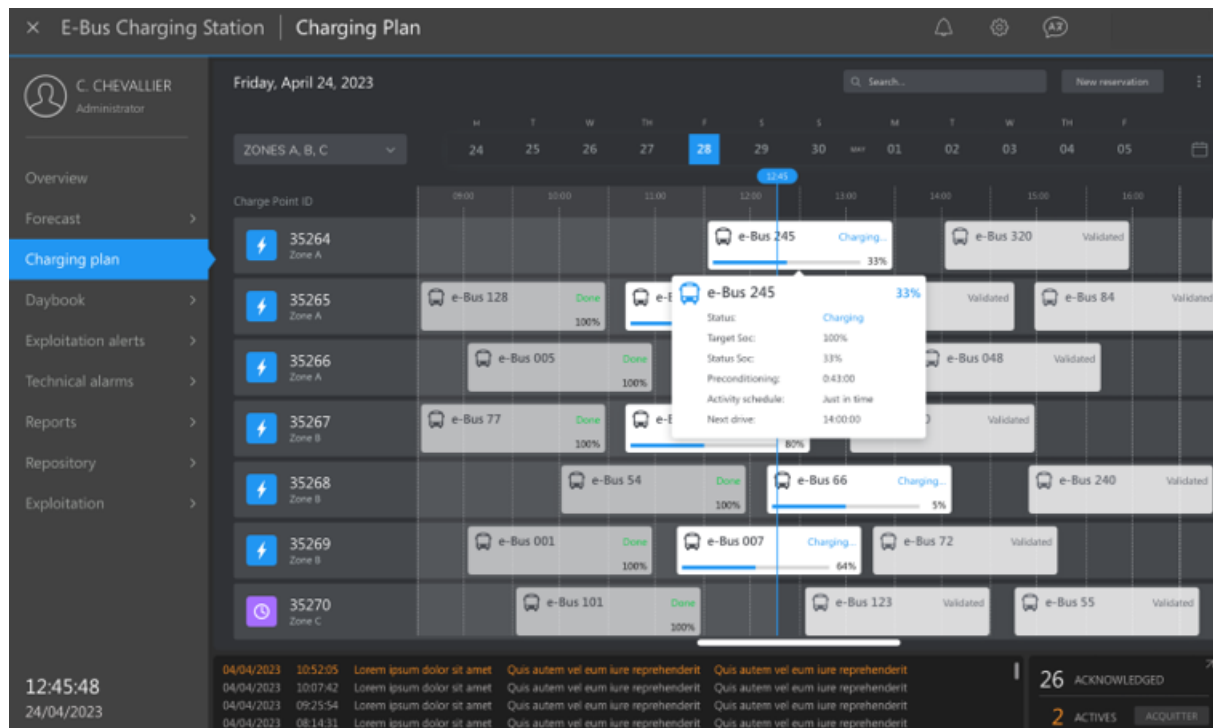 × E-Bus Charging Station | Charging Plan
C. CHEVALLIER
Administrator
Friday, April 24, 2023
Search...
New reservation
ZONES A, B, C
T W TH F S S M T W TH F
24 25 26 27 28 29 30 MAY 01 02 03 04 05
12:45
Overview
Forecast
Charging plan
Daybook
Exploitation alerts
Technical alarms
Reports
Repository
Exploitation
Charge Point ID
09:00 10:00 11:00 12:00 13:00 14:00 15:00 16:00
35264
Zone A
e-Bus 245 Charging...
33%
e-Bus 320 Validated
35265
Zone A
e-Bus 128 Done
100%
Validated
e-Bus 84 Validated
35266
Zone A
e-Bus 005 Done
100%
e-Bus 048 Validated
35267
Zone B
e-Bus 77 Done
100%
80%
Validated
e-Bus 245 33%
Status: Charging
Target Soc: 100%
Status Soc: 33%
Preconditioning: 0:43:00
Activity schedule: Just in time
Next drive: 14:00:00
35268
Zone B
e-Bus 54 Done
100%
e-Bus 66 Charging...
5%
e-Bus 240 Validated
35269
Zone B
e-Bus 001 Done
100%
e-Bus 007 Charging...
64%
e-Bus 72 Validated
35270
Zone C
e-Bus 101 Done
100%
e-Bus 123 Validated
e-Bus 55 Validated
12:45:48
24/04/2023
04/04/2023 10:52:05 Lorem ipsum dolor sit amet Quis autem vel eum iure reprehenderit Quis autem vel eum iure reprehenderit
04/04/2023 10:07:42 Lorem ipsum dolor sit amet Quis autem vel eum iure reprehenderit Quis autem vel eum iure reprehenderit
04/04/2023 09:25:54 Lorem ipsum dolor sit amet Quis autem vel eum iure reprehenderit Quis autem vel eum iure reprehenderit
04/04/2023 08:14:31 Lorem ipsum dolor sit amet Quis autem vel eum iure reprehenderit Quis autem vel eum iure reprehenderit
26 ACKNOWLEDGED
2 ACTIVES ACQUITTER